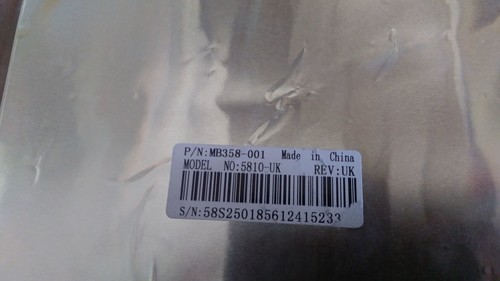 P/N:MB358-001 Made in China
MODEL NO:5810-UK REV:UK
S/N:58S250185612415233